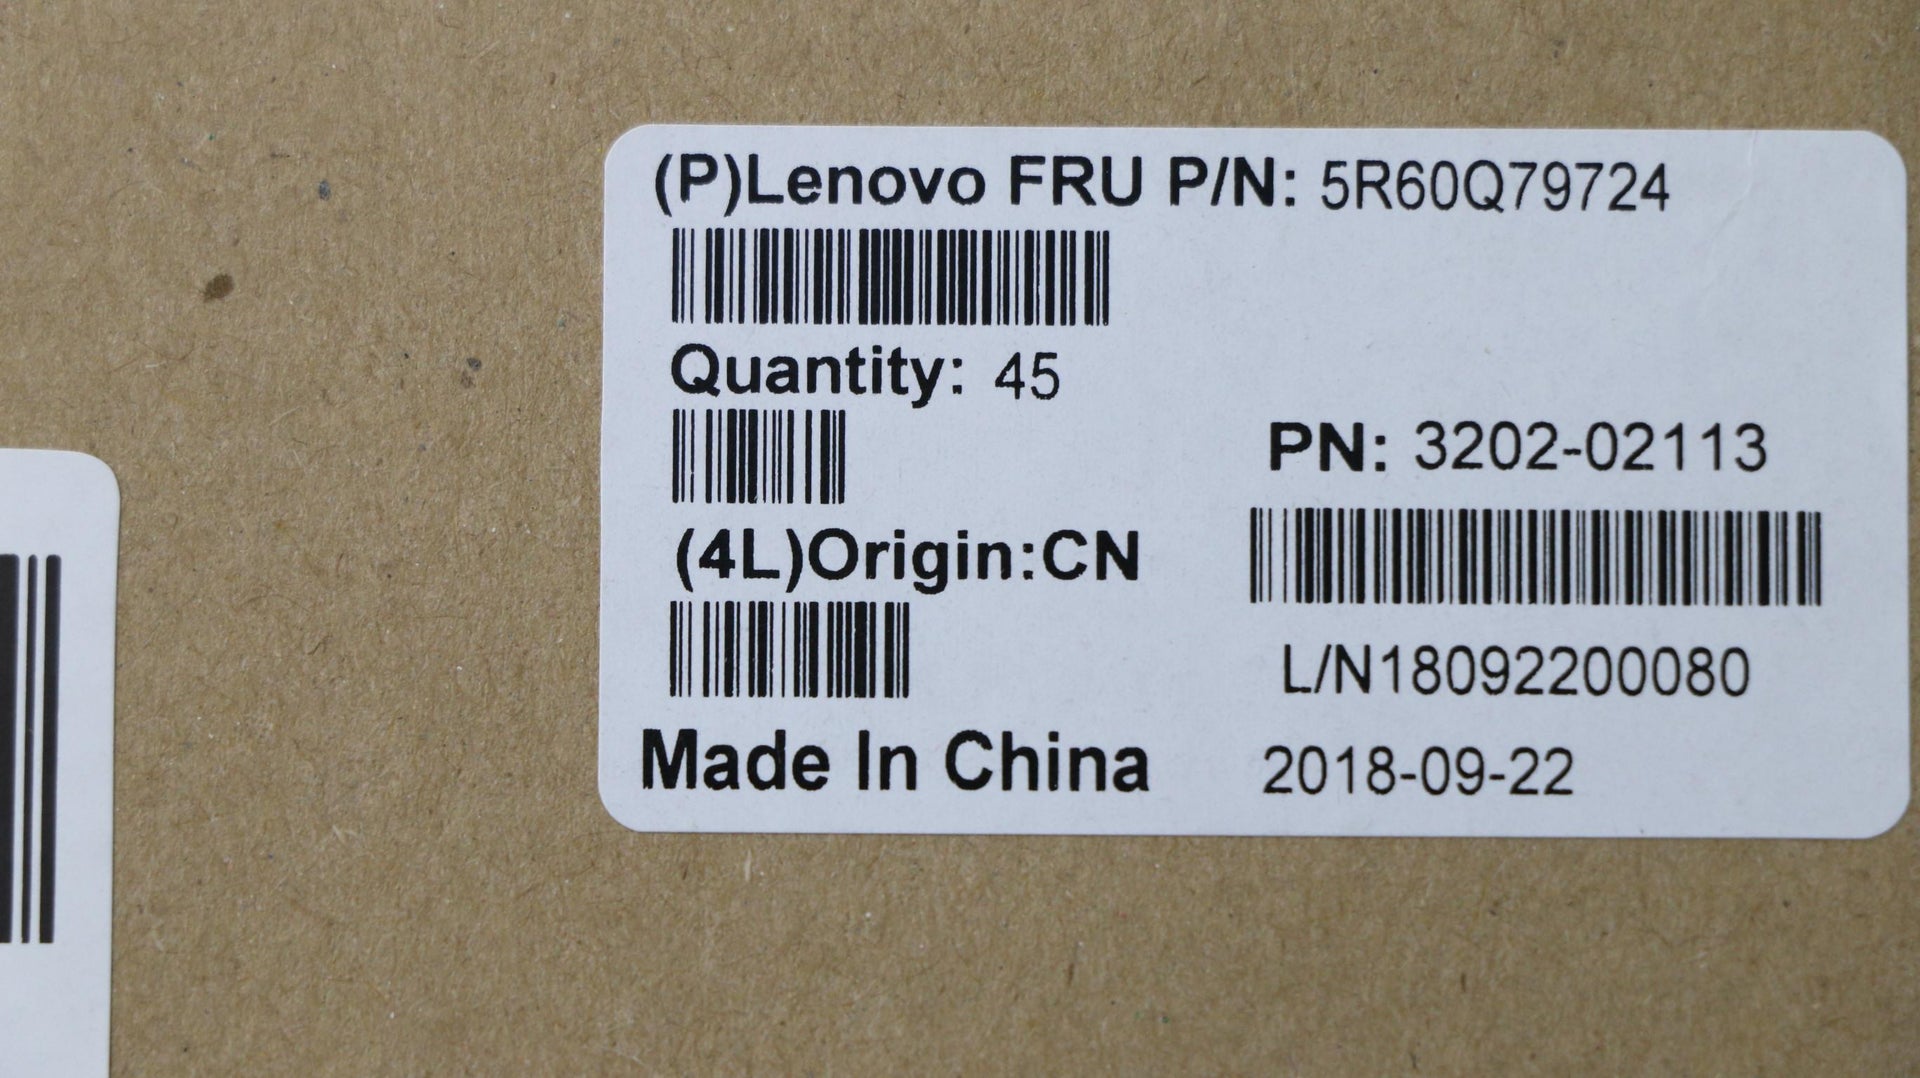 (P)Lenovo FRU P/N: 5R60Q79724
Quantity: 45
PN: 3202-02113
(4L)Origin:CN
L/N18092200080
Made In China
2018-09-22